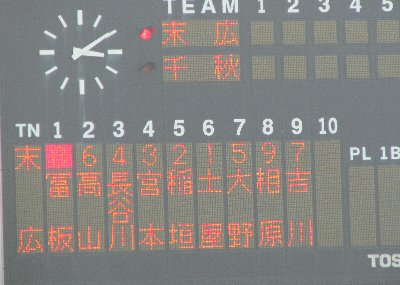 TEAM 1 2 3 4 5
末広
千秋
TN 1 2 3 4 5 6 7 8 9 10
末 6 4 3 2 1 5 9 7
広 冨板 高山 長谷川 宮本 稲垣 土屋 大野 相原 吉川
PL 1B
TOS